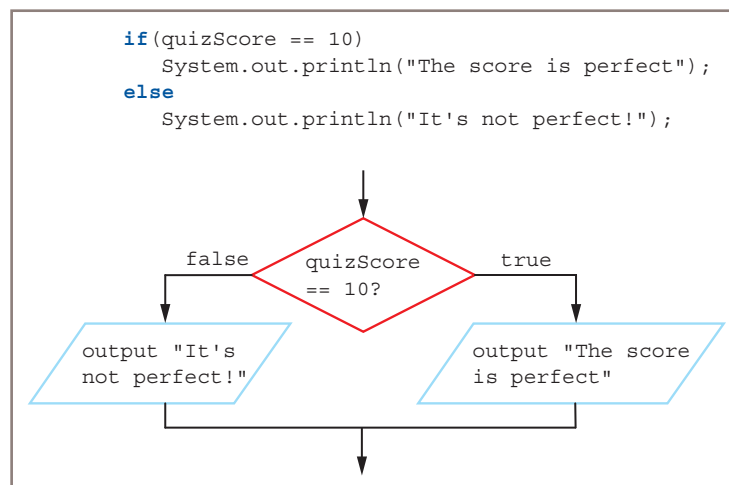 if(quizScore == 10)
System.out.println("The score is perfect");
else
System.out.println("It's not perfect!");
false
quizScore
== 10?
true
output "It's
not perfect!"
output "The score
is perfect"